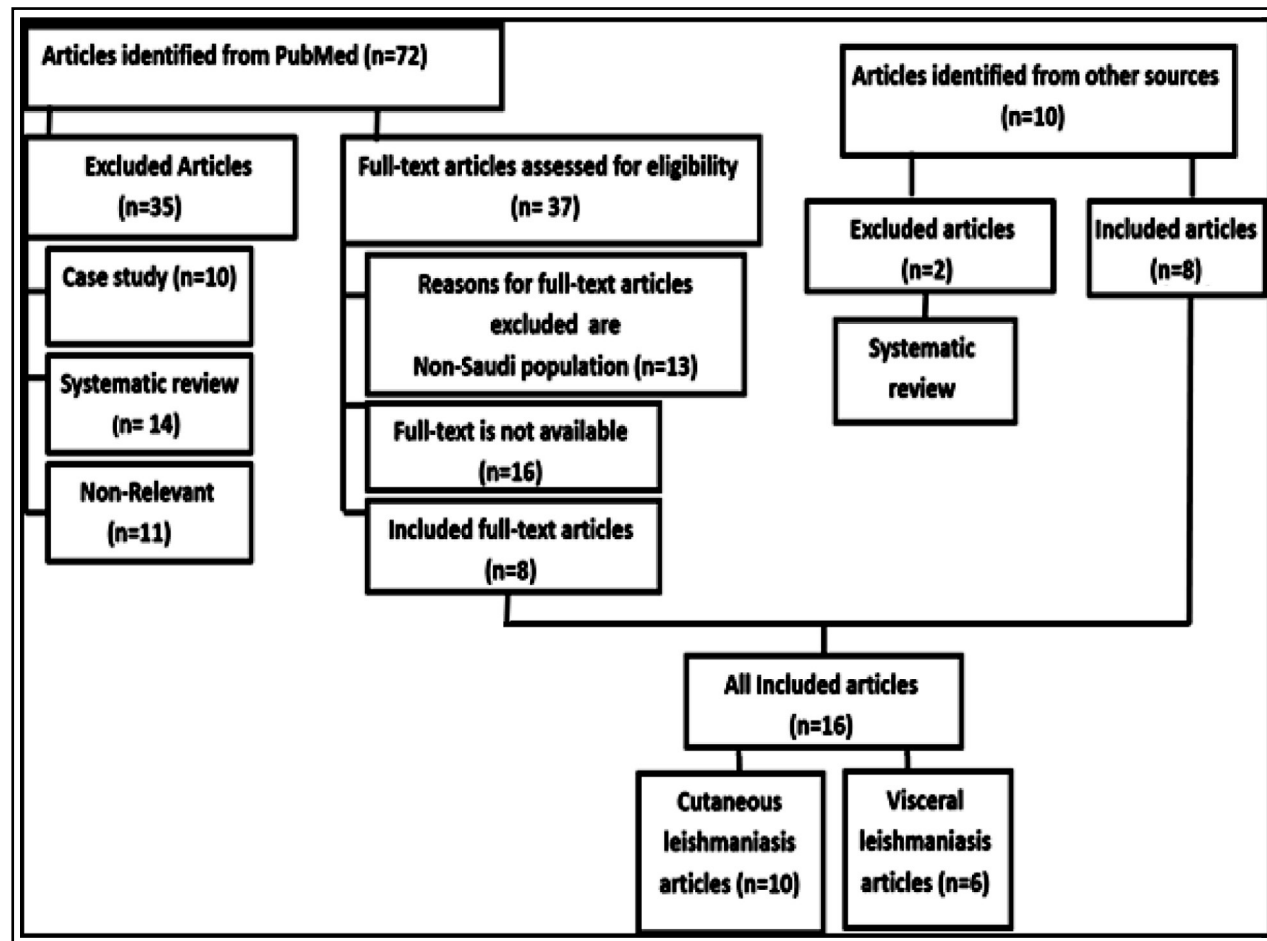 Articles identified from PubMed (n=72)
Excluded Articles
(n=35)
Case study (n=10)
Systematic review
(n= 14)
Non-Relevant
(n=11)
Full-text articles assessed for eligibility
(n= 37)
Reasons for full-text articles
excluded are
Non-Saudi population (n=13)
Full-text is not available
(n=16)
Included full-text articles
(n=8)
Articles identified from other sources
(n=10)
Excluded articles
(n=2)
Systematic
review
Included articles
(n=8)
All Included articles
(n=16)
Cutaneous
leishmaniasis
articles (n=10)
Visceral
leishmaniasis
articles (n=6)